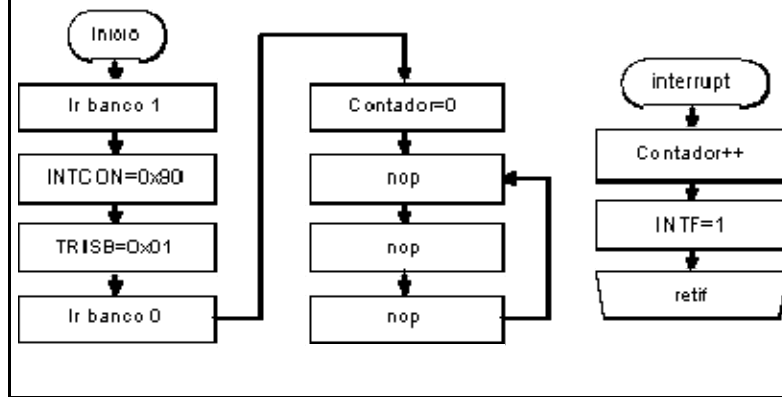 Inicio
Ir banco 1
INTCON=0x90
TRISB=0x01
Ir banco 0
Contador=0
nop
nop
nop
interrupt
Contador++
INTF=1
retif